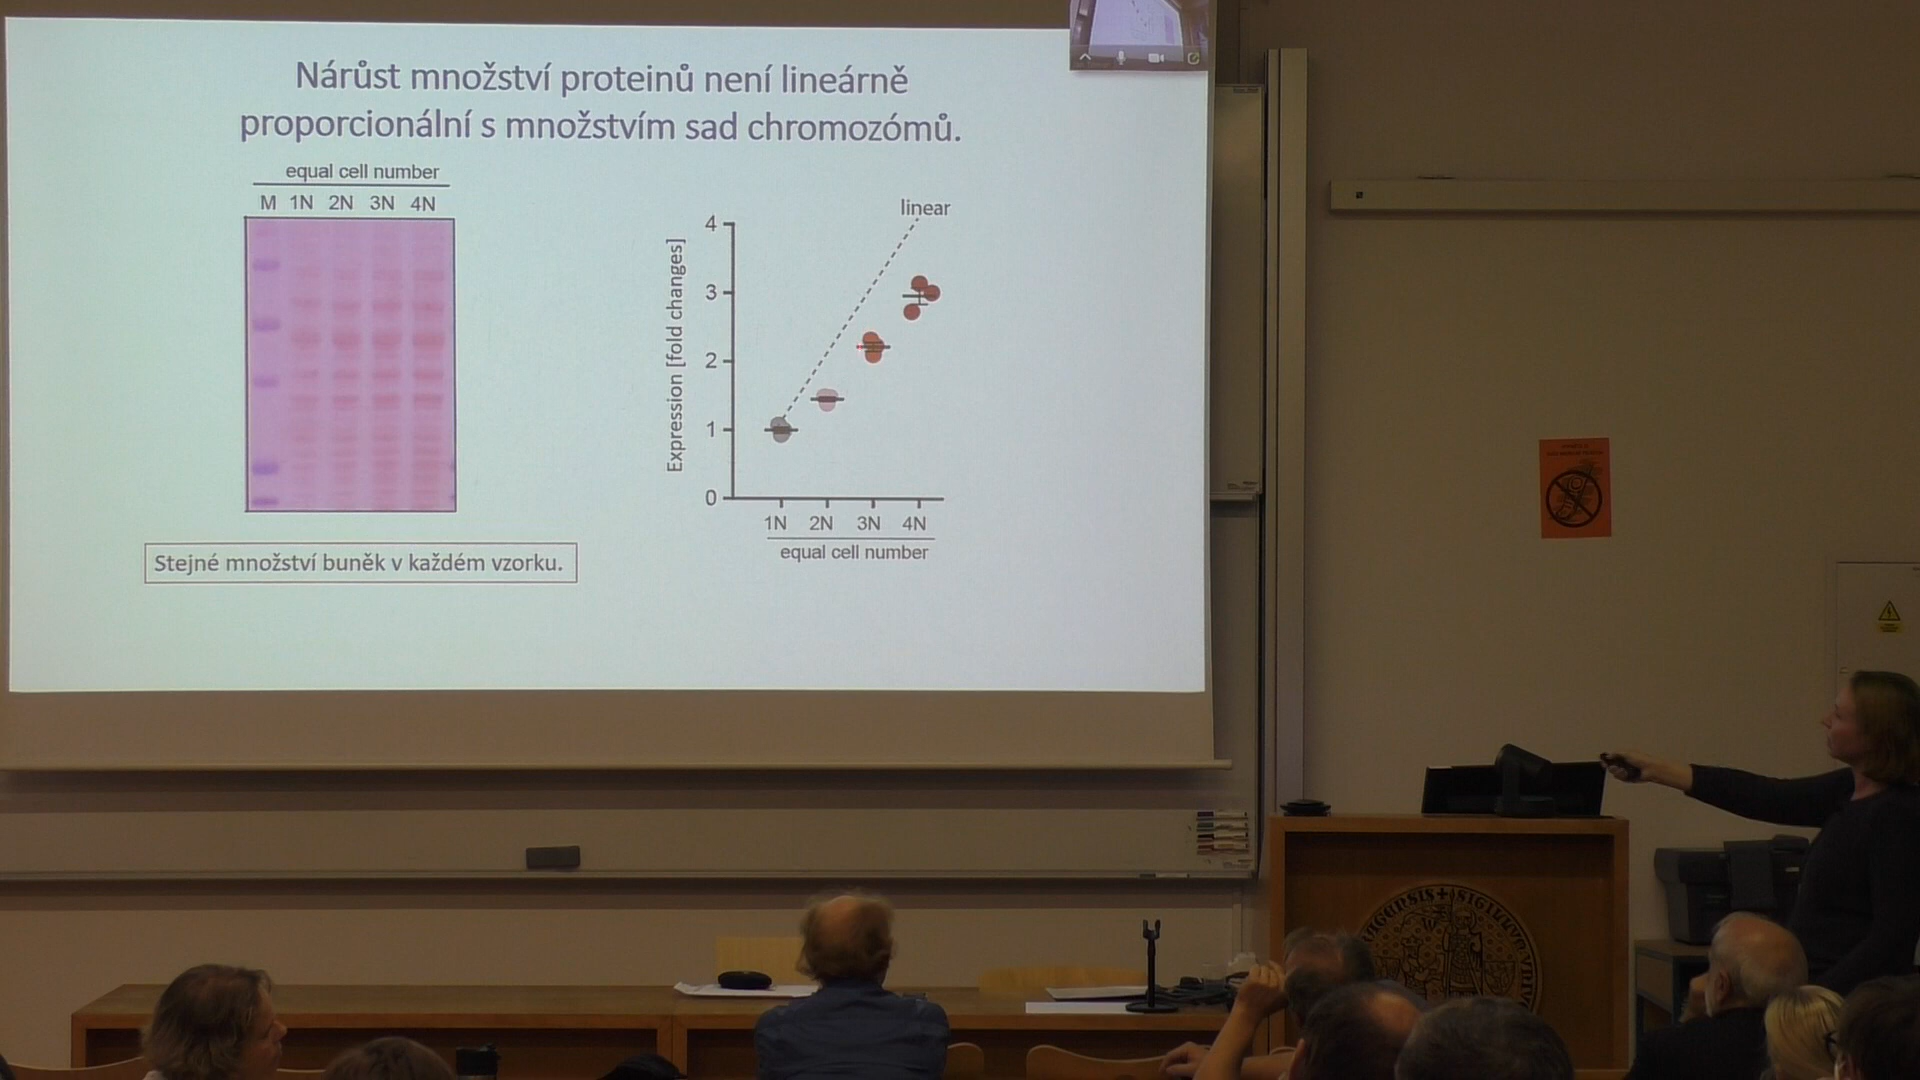 Nárůst množství proteinů není lineárně
proporcionální s množstvím sad chromozómů.
equal cell number
M 1N 2N 3N 4N
Stejné množství buněk v každém vzorku.
linear
Expression [fold changes]
4
3
2
1
0
1N 2N 3N 4N
equal cell number